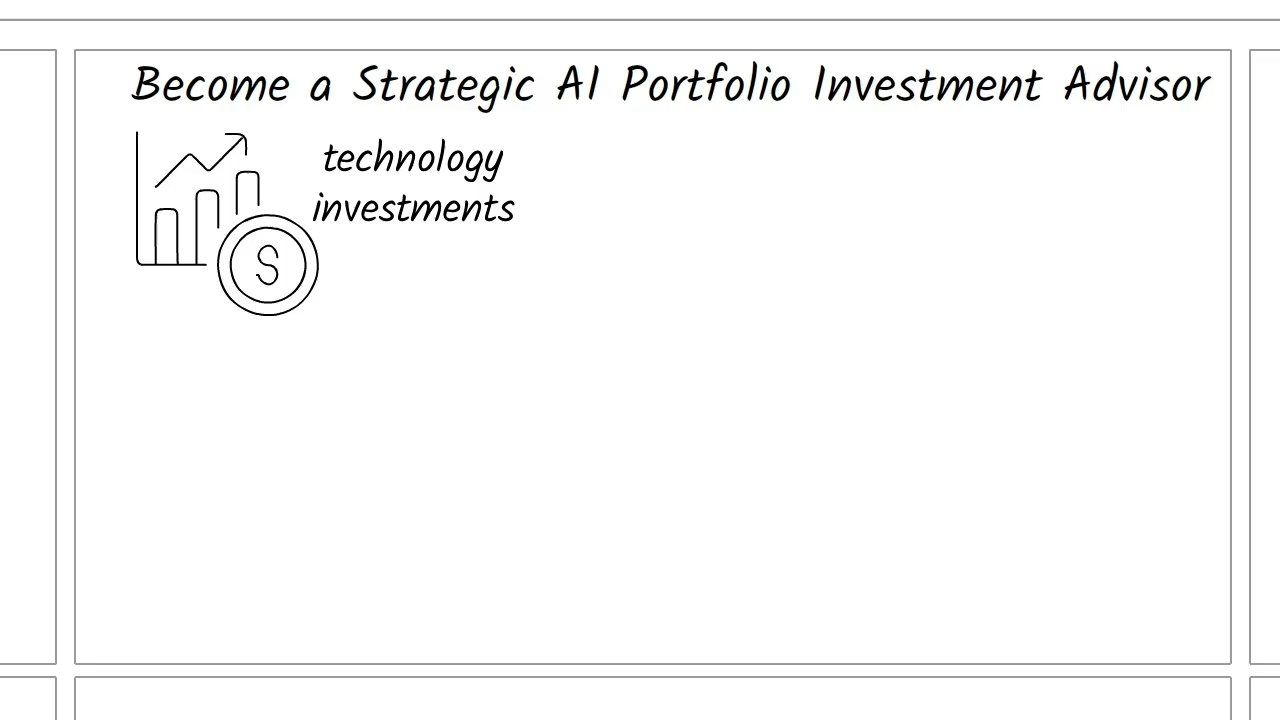 Become a Strategic AI Portfolio Investment Advisor
technology
investments
$